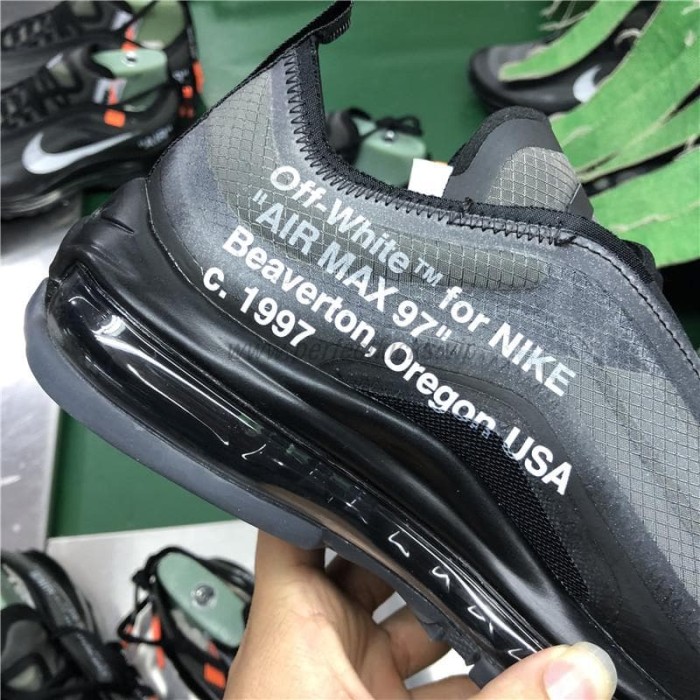 Off-White™ for NIKE
"AIR MAX 97"
Beaverton, Oregon USA
c. 1997